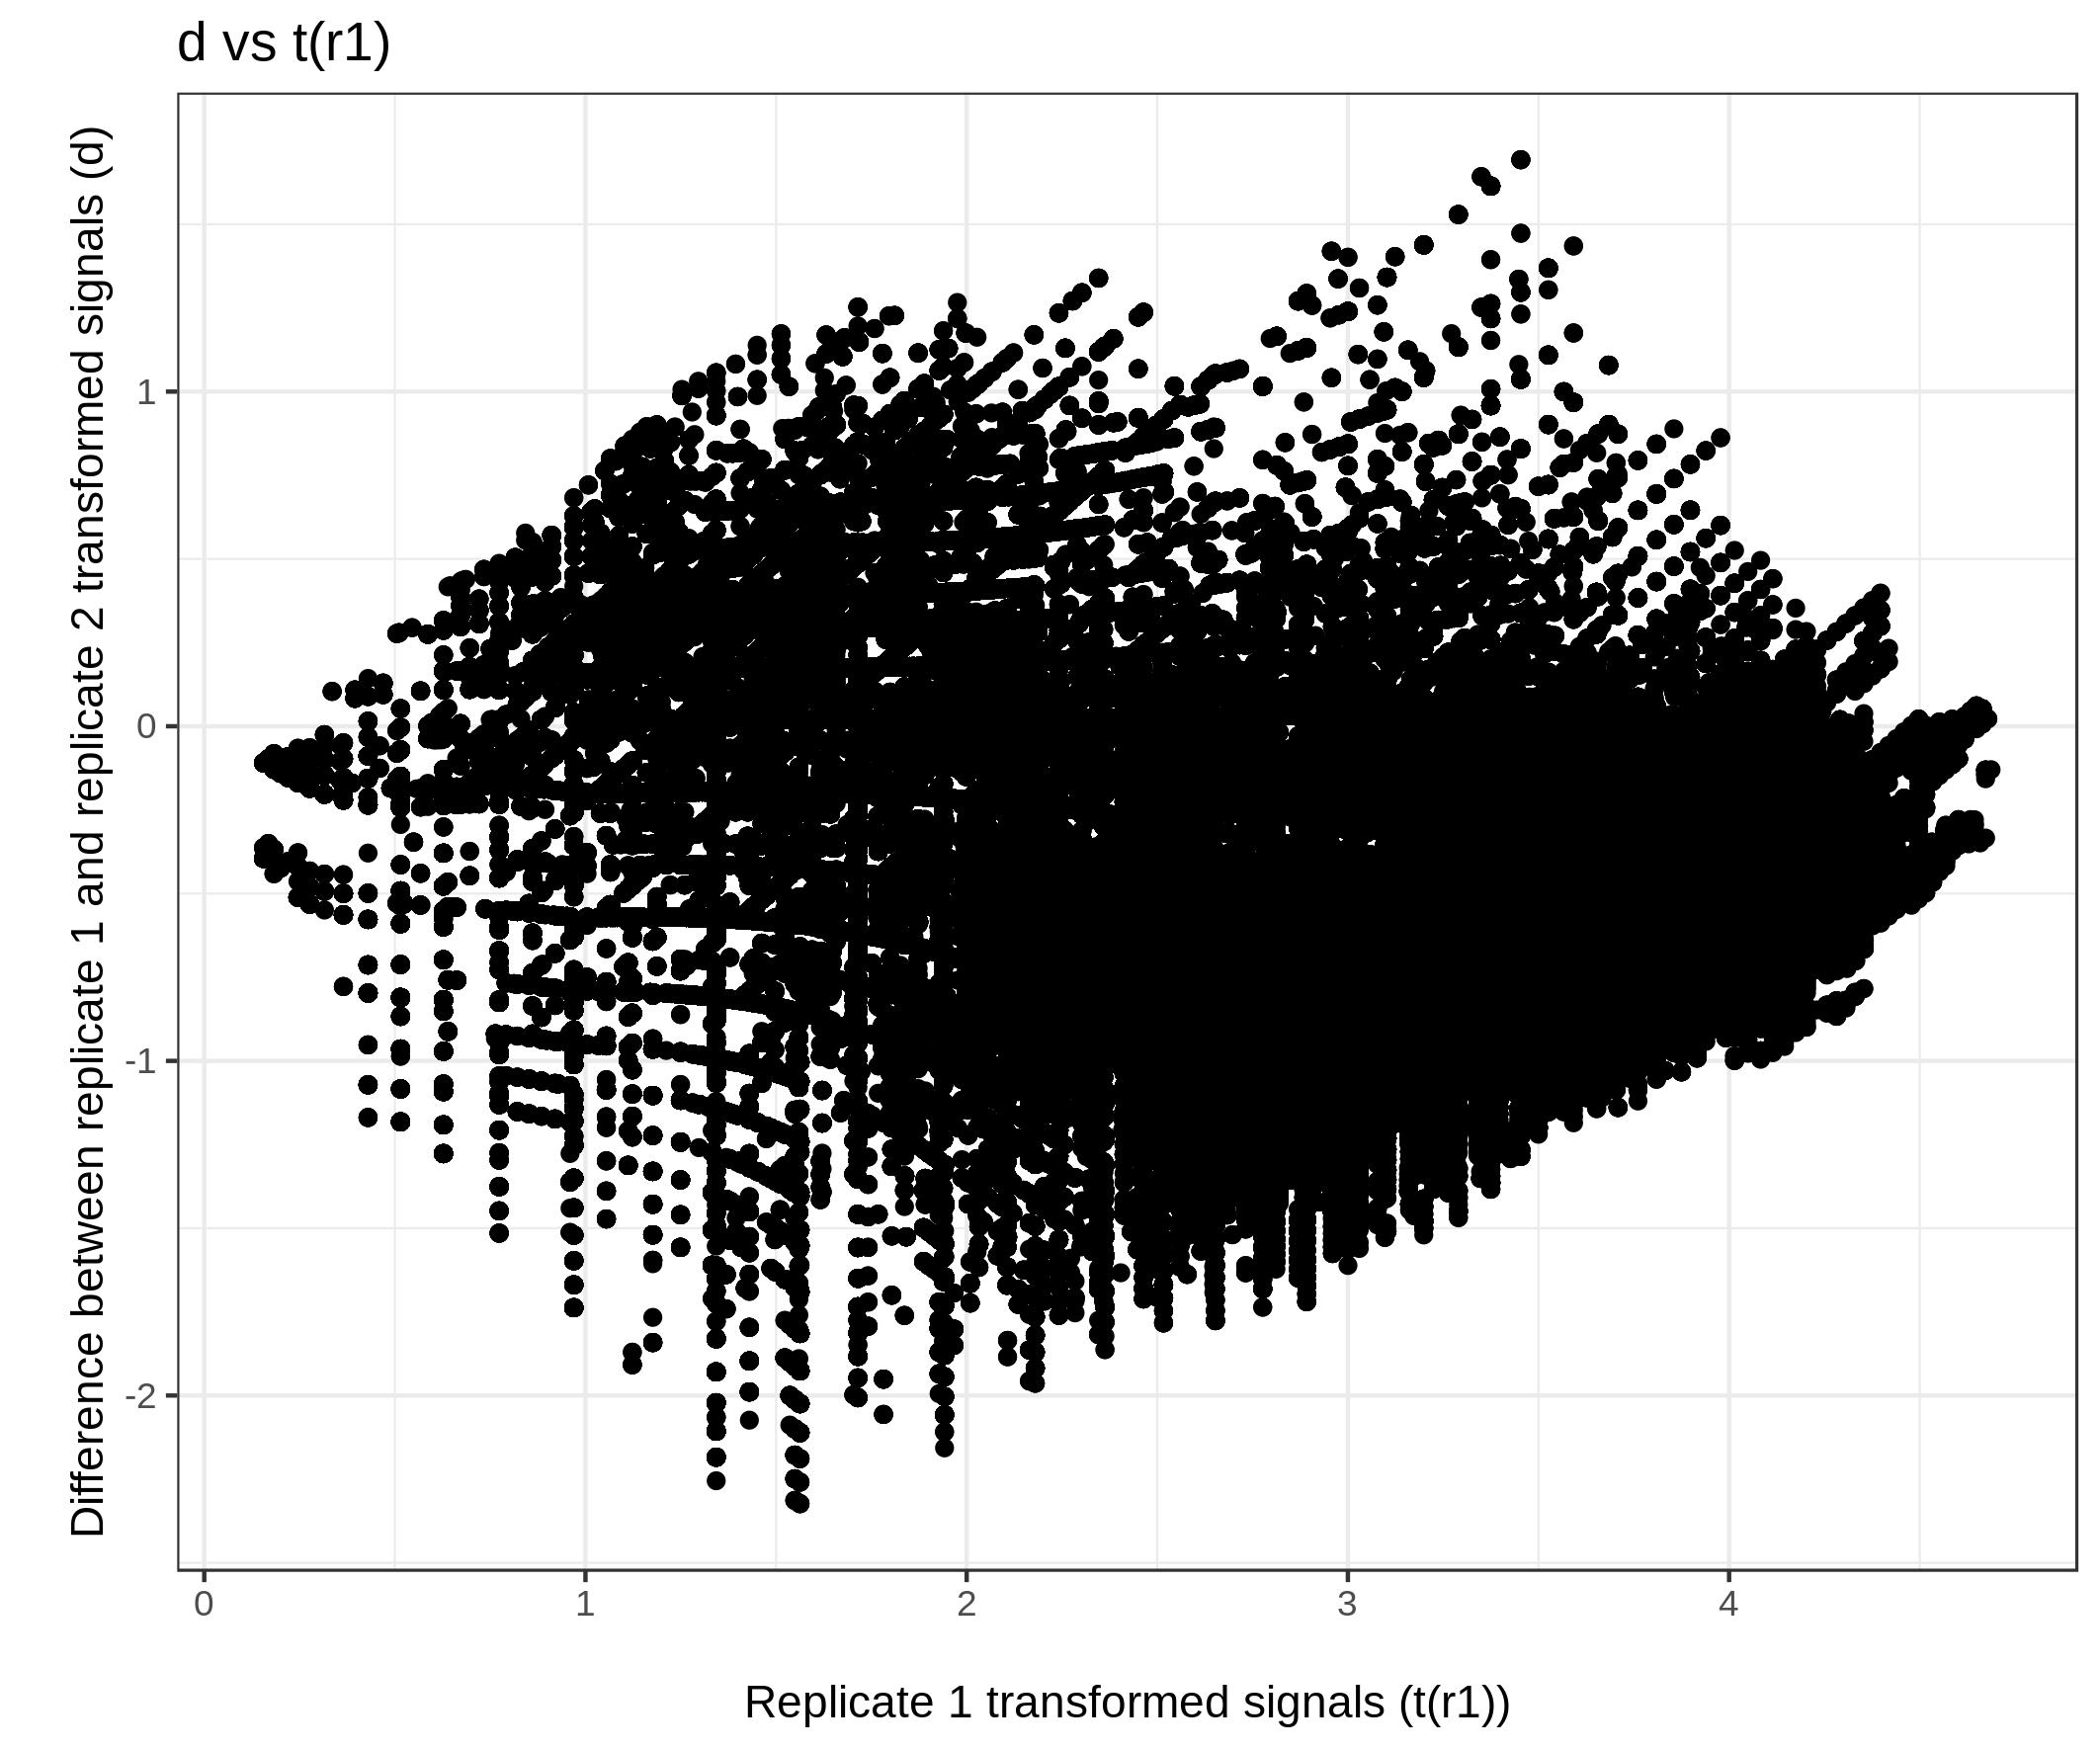 d vs t(r1)
Difference between replicate 1 and replicate 2 transformed signals (d)
1
0
-1
-2
0 1 2 3 4
Replicate 1 transformed signals (t(r1))